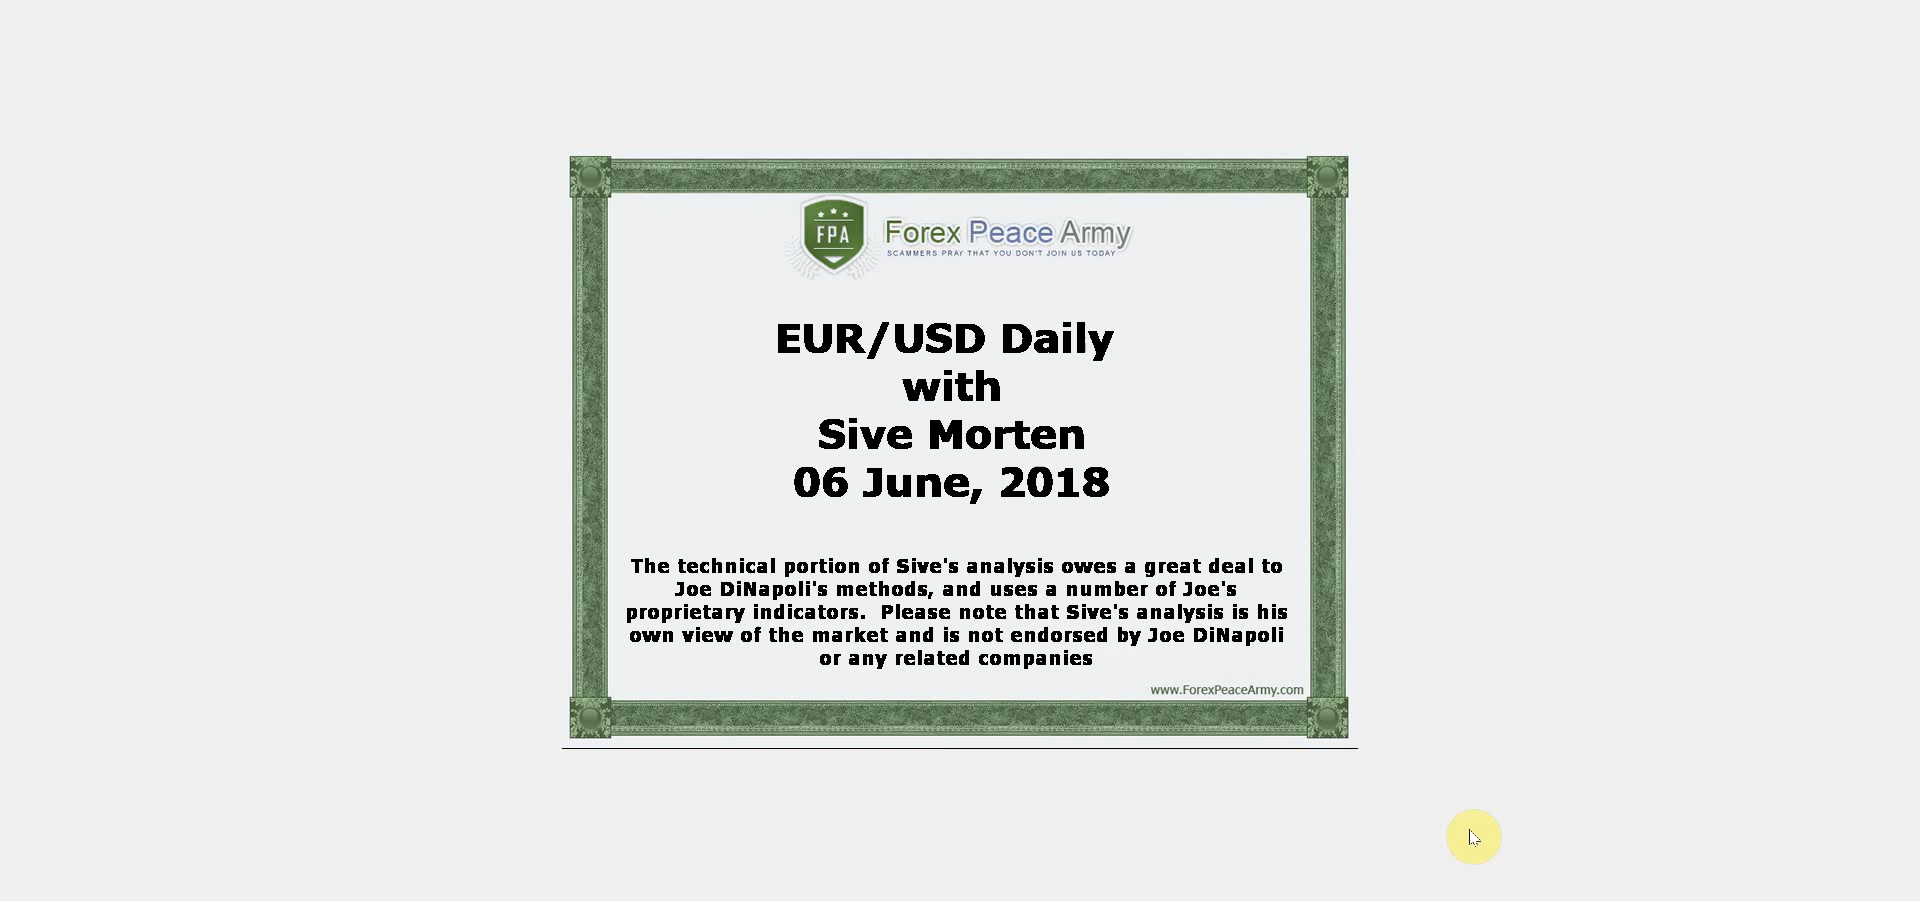 FPA
Forex Peace Army
SCAMMERS PRAY THAT YOU DON'T JOIN US TODAY
EUR/USD Daily
with
Sive Morten
06 June, 2018
The technical portion of Sive's analysis owes a great deal to
Joe DiNapoli's methods, and uses a number of Joe's
proprietary indicators.  Please note that Sive's analysis is his
own view of the market and is not endorsed by Joe DiNapoli
or any related companies
www.ForexPeaceArmy.com